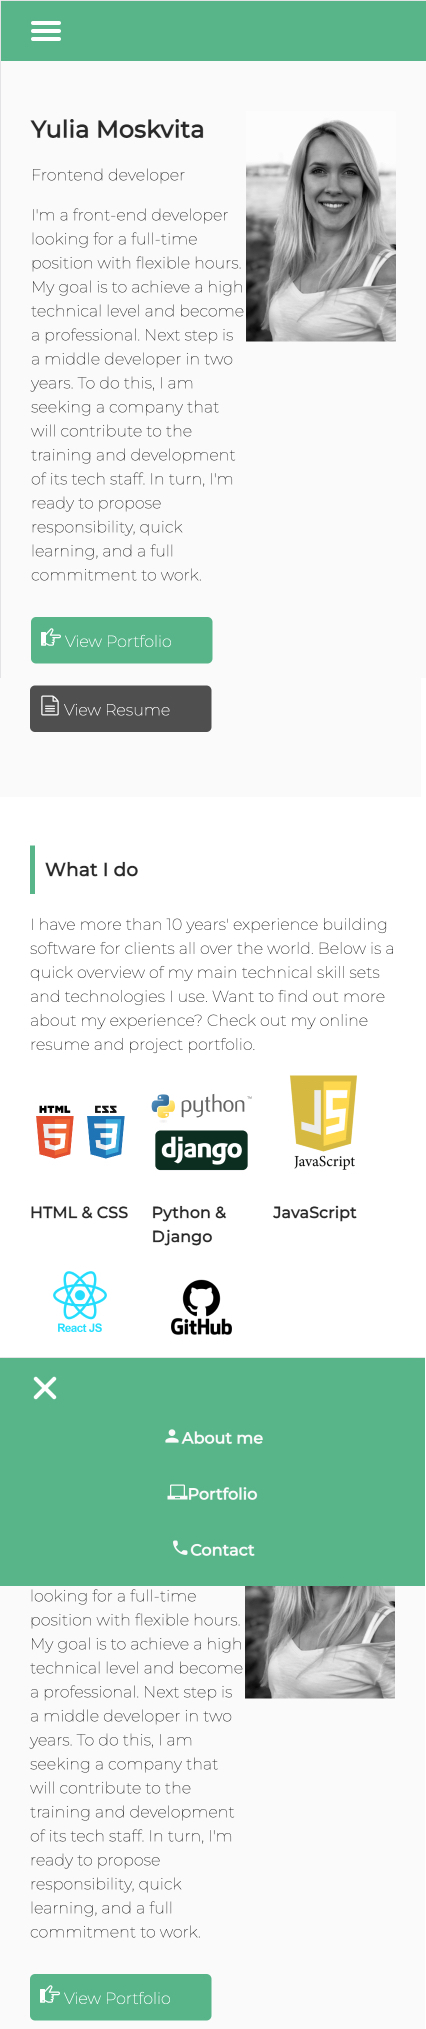 Yulia Moskvita
Frontend developer
I'm a front-end developer
looking for a full-time
position with flexible hours.
My goal is to achieve a high
technical level and become
a professional. Next step is
a middle developer in two
years. To do this, I am
seeking a company that
will contribute to the
training and development
of its tech staff. In turn, I'm
ready to propose
responsibility, quick
learning, and a full
commitment to work.
View Portfolio
View Resume
What I do
I have more than 10 years' experience building
software for clients all over the world. Below is a
quick overview of my main technical skill sets
and technologies I use. Want to find out more
about my experience? Check out my online
resume and project portfolio.
HTML
5
CSS
3
python™
django
JS
JavaScript
HTML & CSS
Python &
Django
JavaScript
React JS
GitHub
About me
Portfolio
Contact
looking for a full-time
position with flexible hours.
My goal is to achieve a high
technical level and become
a professional. Next step is
a middle developer in two
years. To do this, I am
seeking a company that
will contribute to the
training and development
of its tech staff. In turn, I'm
ready to propose
responsibility, quick
learning, and a full
commitment to work.
View Portfolio